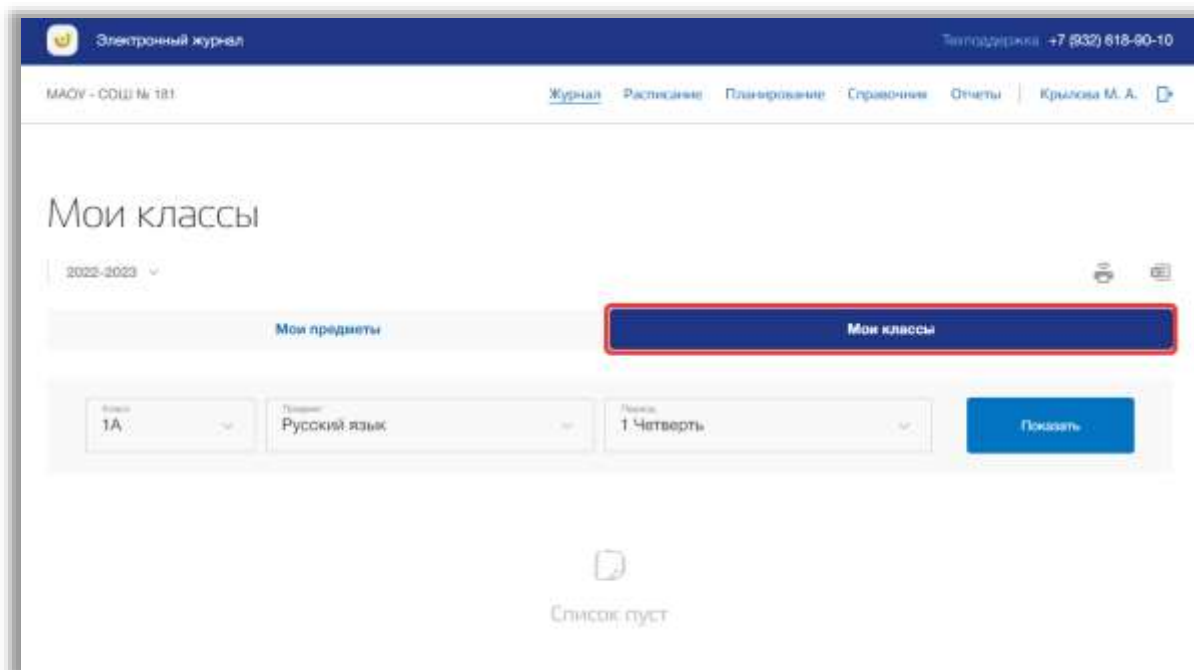 Электронный журнал
Техподдержка +7 (932) 618-90-10
МАОУ - СОШ № 181
Журнал Расписание Планирование Справочник Отчеты Крылова М. А.
Мои классы
2022-2023
Мои предметы Мои классы
Класс Предмет Период
1А Русский язык 1 Четверть Показать
Список пуст